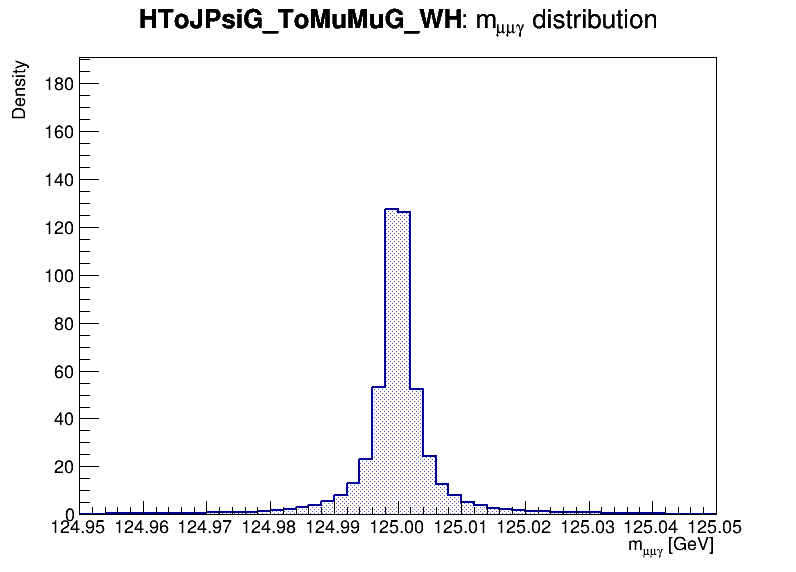 HToJPsiG_ToMuMuG_WH: mμμγ distribution
Density
180
160
140
120
100
80
60
40
20
0
124.95 124.96 124.97 124.98 124.99 125.00 125.01 125.02 125.03 125.04 125.05
mμμγ [GeV]